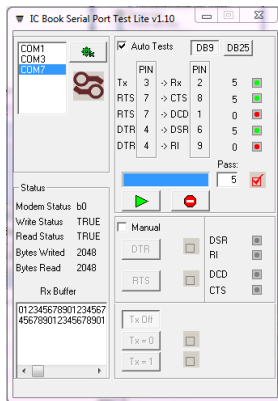 IC Book Serial Port Test Lite v1.10
COM1
COM3
COM7
Auto Tests
DB9
DB25
PIN PIN
Tx 3 -> Rx 2 5
RTS 7 -> CTS 8 5
RTS 7 -> DCD 1 0
DTR 4 -> DSR 6 5
DTR 4 -> RI 9 0
Pass:
5
Status
Modem Status b0
Write Status TRUE
Read Status TRUE
Bytes Writed 2048
Bytes Read 2048
Rx Buffer
012345678901234567
45678901234568901
Manual
DTR
RTS
DSR
RI
DCD
CTS
Tx Off
Tx = 0
Tx = 1